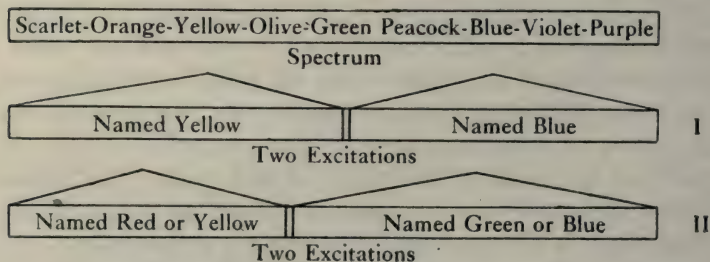 Scarlet-Orange-Yellow-Olive-Green Peacock-Blue-Violet-Purple
Spectrum
Named Yellow Named Blue I
Two Excitations
Named Red or Yellow Named Green or Blue II
Two Excitations